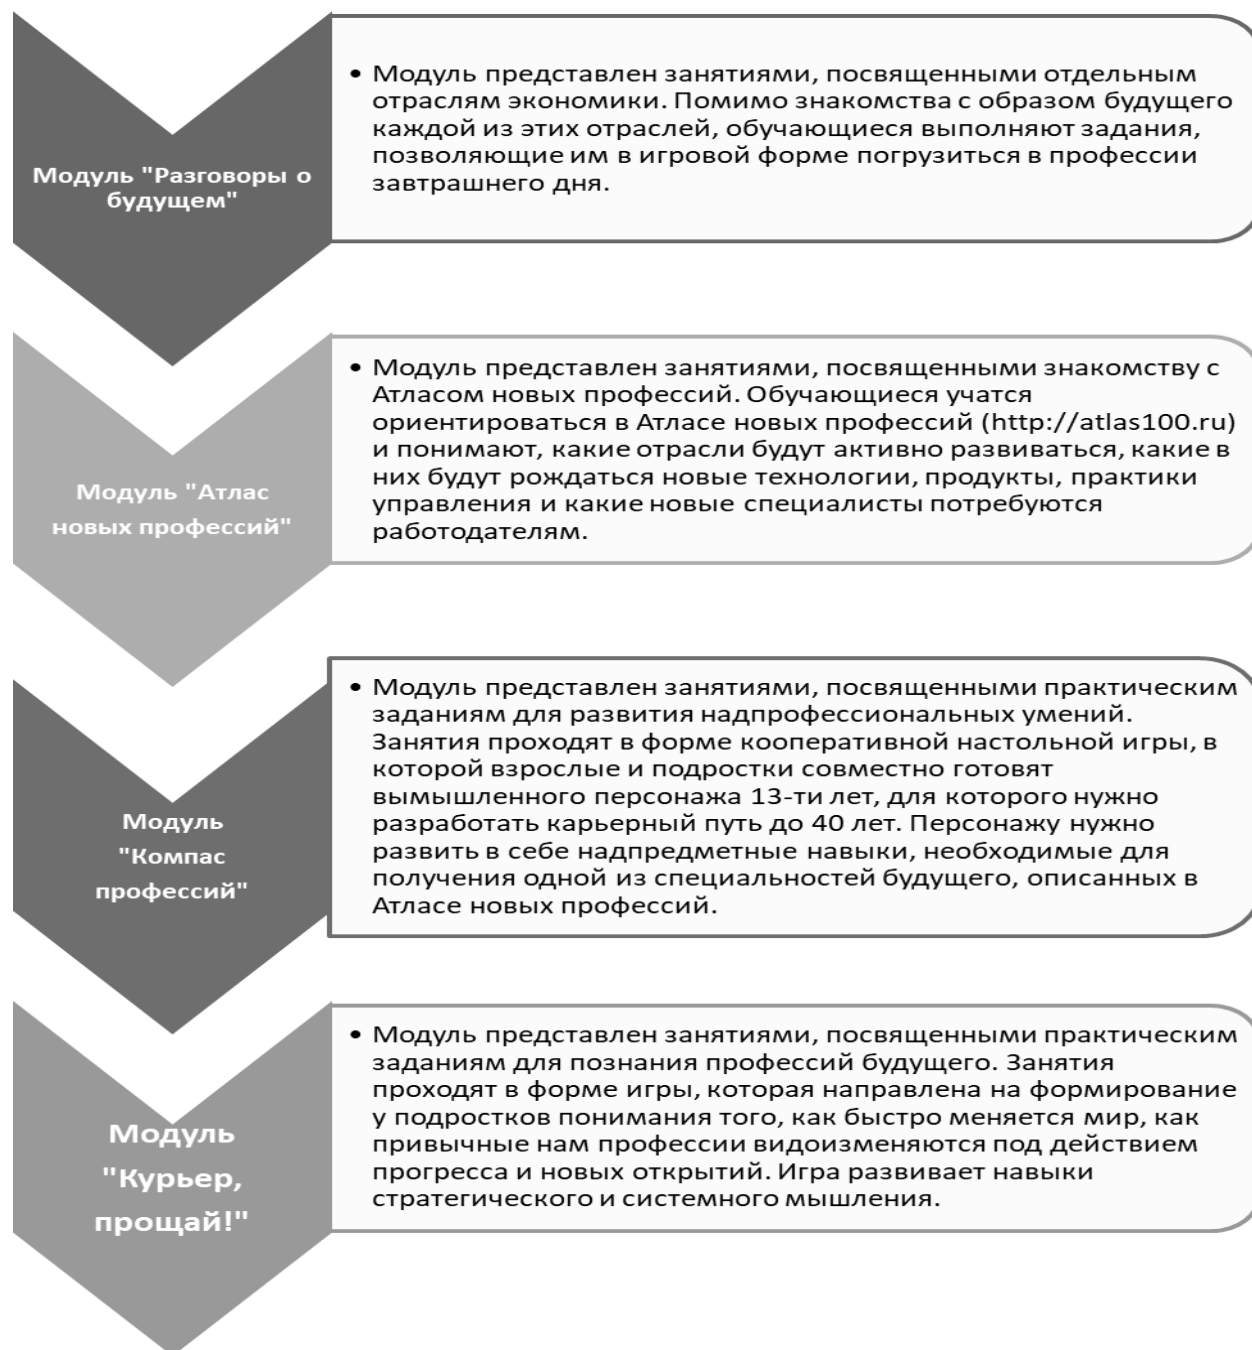 Модуль "Разговоры о
будущем"
• Модуль представлен занятиями, посвященными отдельным
отраслям экономики. Помимо знакомства с образом будущего
каждой из этих отраслей, обучающиеся выполняют задания,
позволяющие им в игровой форме погрузиться в профессии
завтрашнего дня.
Модуль "Атлас
новых профессий"
• Модуль представлен занятиями, посвященными знакомству с
Атласом новых профессий. Обучающиеся учатся
ориентироваться в Атласе новых профессий (http://atlas100.ru)
и понимают, какие отрасли будут активно развиваться, какие в
них будут рождаться новые технологии, продукты, практики
управления и какие новые специалисты потребуются
работодателям.
Модуль
"Компас
профессий"
• Модуль представлен занятиями, посвященными практическим
заданиям для развития надпрофессиональных умений.
Занятия проходят в форме кооперативной настольной игры, в
которой взрослые и подростки совместно готовят
вымышленного персонажа 13-ти лет, для которого нужно
разработать карьерный путь до 40 лет. Персонажу нужно
развить в себе надпредметные навыки, необходимые для
получения одной из специальностей будущего, описанных в
Атласе новых профессий.
Модуль
"Курьер,
прощай!"
• Модуль представлен занятиями, посвященными практическим
заданиям для познания профессий будущего. Занятия
проходят в форме игры, которая направлена на формирование
у подростков понимания того, как быстро меняется мир, как
привычные нам профессии видоизменяются под действием
прогресса и новых открытий. Игра развивает навыки
стратегического и системного мышления.